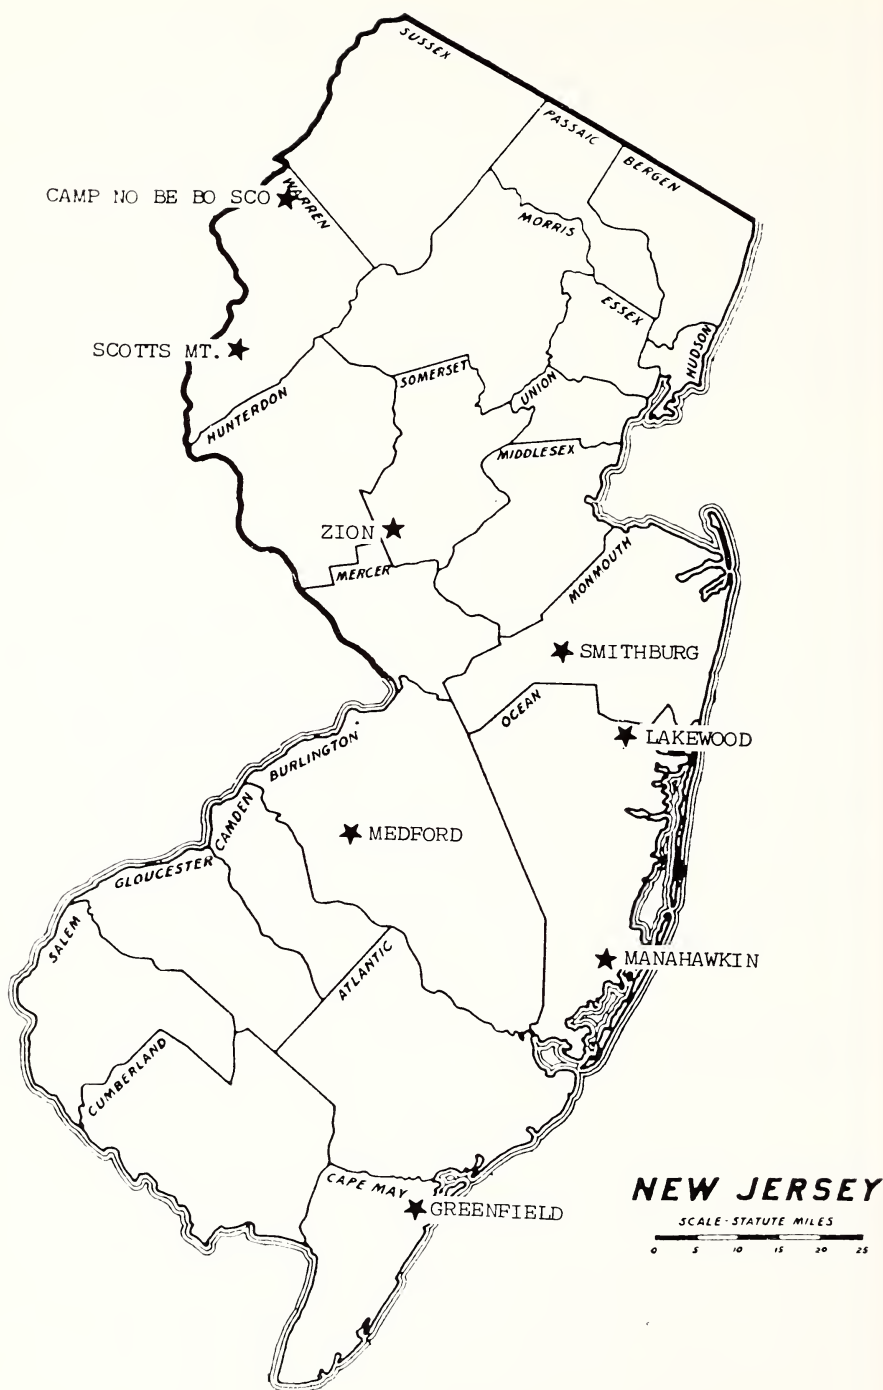 SUSSEX
PASSAIC
BERGEN
WARREN
CAMP NO BE BO SCO
MORRIS
ESSEX
HUDSON
SCOTTS MT.
SOMERSET
UNION
HUNTERDON
MIDDLESEX
ZION
MERCER
MONMOUTH
SMITHBURG
OCEAN
LAKEWOOD
BURLINGTON
CAMDEN
MEDFORD
GLOUCESTER
SALEM
ATLANTIC
MANAHAWKIN
CUMBERLAND
CAPE MAY
GREENFIELD
NEW JERSEY
SCALE-STATUTE MILES
0 5 10 15 20 25